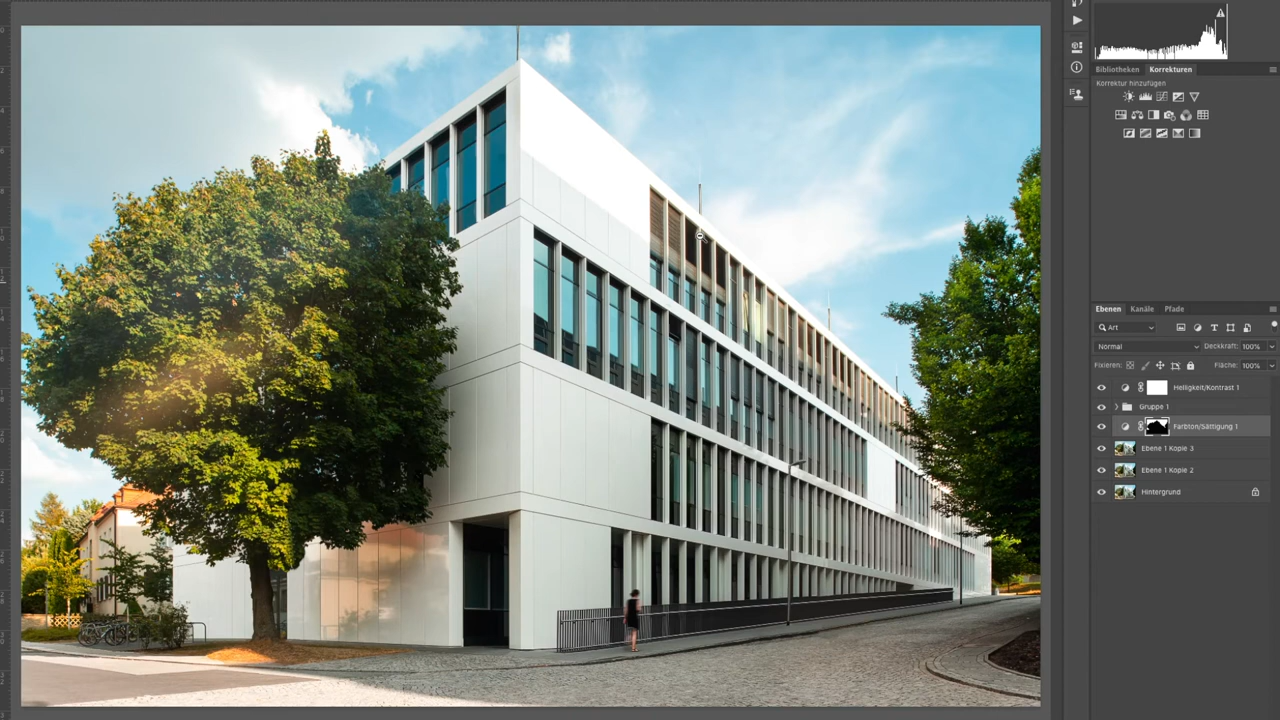 Bibliotheken Korrekturen
Korrektur hinzufügen
Ebenen Kanäle Pfade
Art
Normal Deckkraft: 100%
Fixieren: Fläche: 100%
Helligkeit/Kontrast 1
Gruppe 1
Farbton/Sättigung 1
Ebene 1 Kopie 3
Ebene 1 Kopie 2
Hintergrund